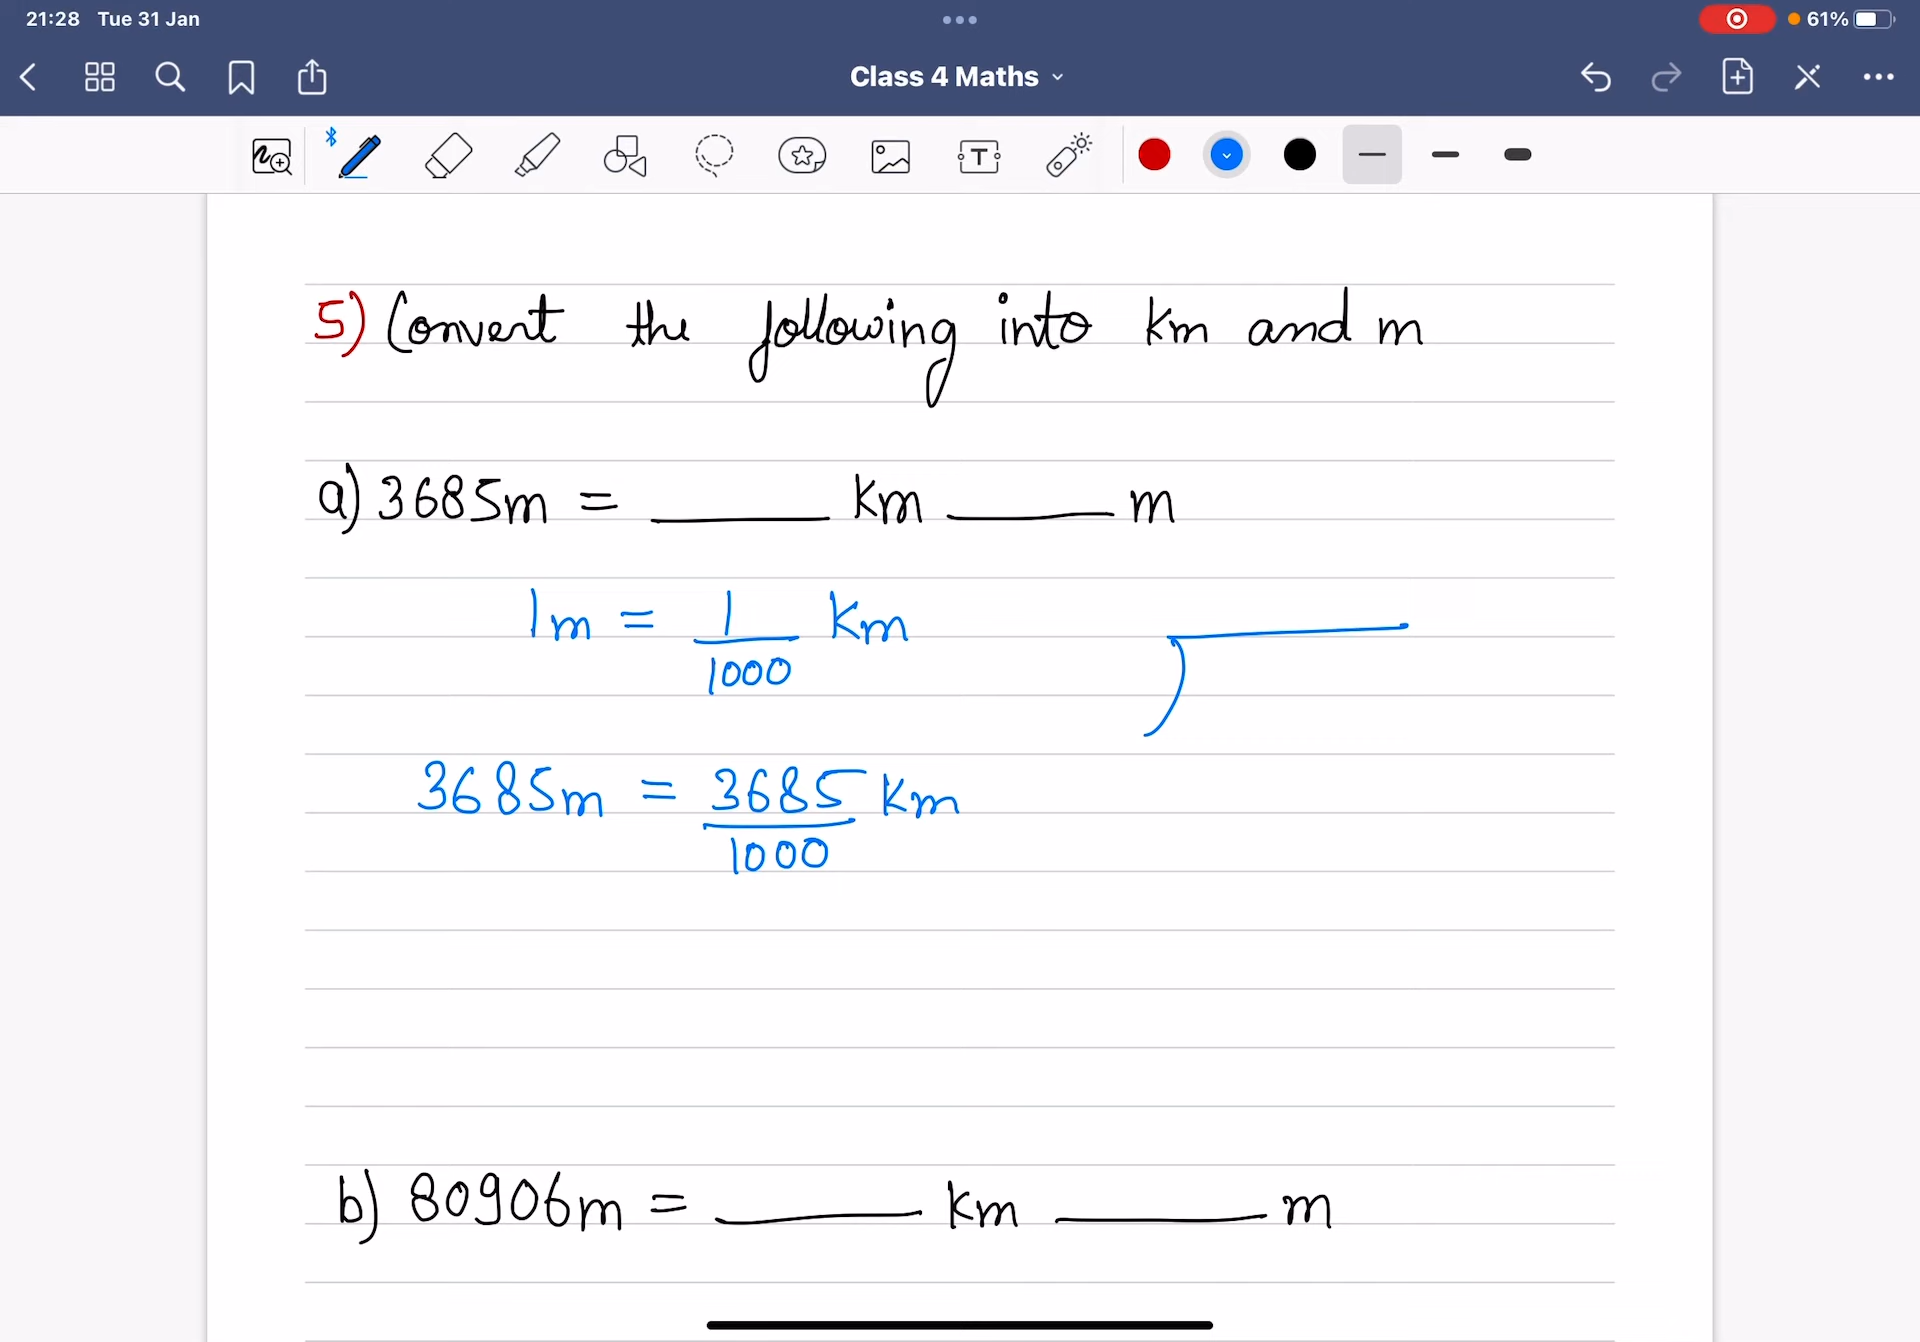 21:28 Tue 31 Jan
61%
Class 4 Maths
T
5) Convert the following into km and m
a) 3685m = ______ km ______ m
1m = 1/1000 km
3685m = 3685/1000 km
b) 80906m = ______ km ______ m